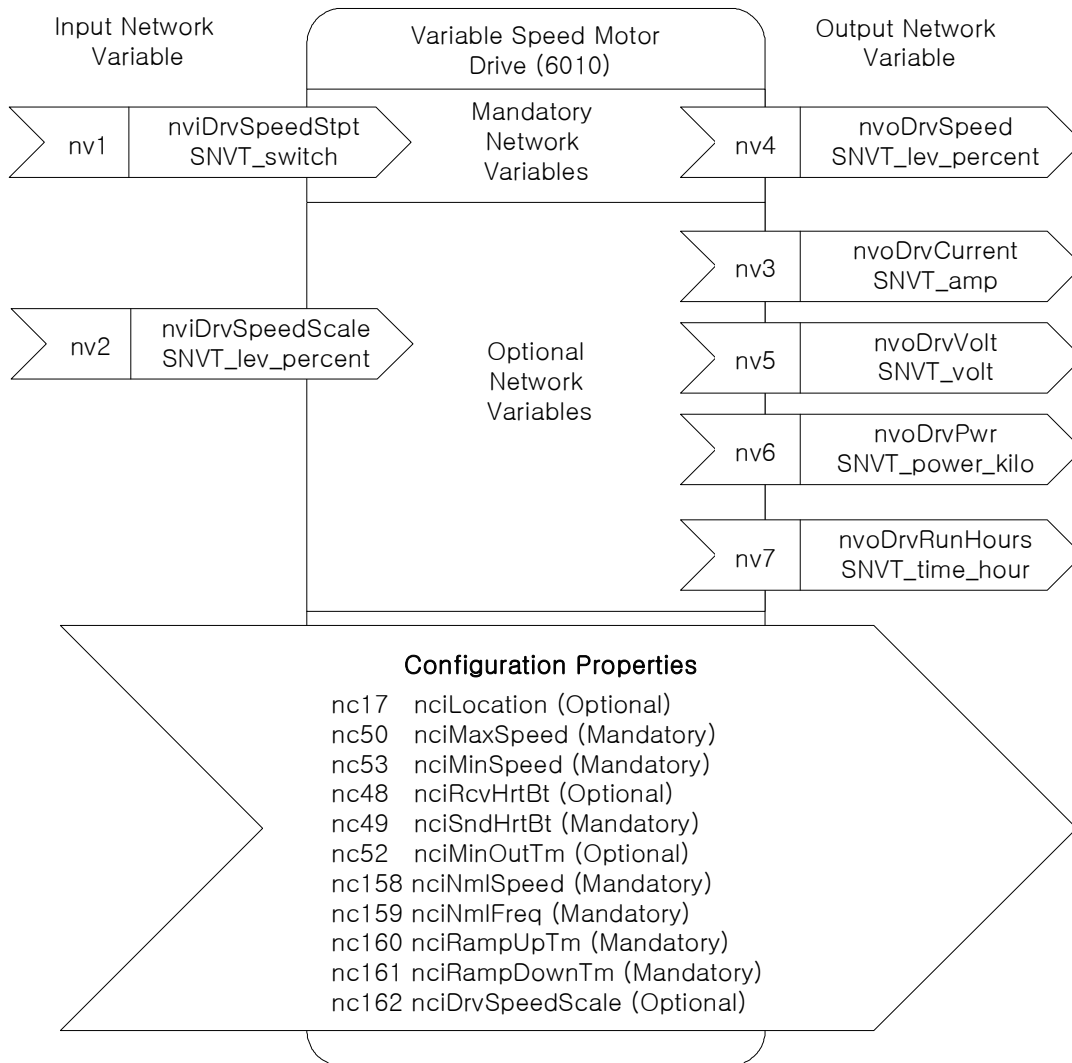 Input Network
Variable
Variable Speed Motor
Drive (6010)
Output Network
Variable
nv1
nviDrvSpeedStpt
SNVT_switch
Mandatory
Network
Variables
nv4
nvoDrvSpeed
SNVT_lev_percent
nv3
nvoDrvCurrent
SNVT_amp
nv2
nviDrvSpeedScale
SNVT_lev_percent
Optional
Network
Variables
nv5
nvoDrvVolt
SNVT_volt
nv6
nvoDrvPwr
SNVT_power_kilo
nv7
nvoDrvRunHours
SNVT_time_hour
Configuration Properties
nc17 nciLocation (Optional)
nc50 nciMaxSpeed (Mandatory)
nc53 nciMinSpeed (Mandatory)
nc48 nciRcvHrtBt (Optional)
nc49 nciSndHrtBt (Mandatory)
nc52 nciMinOutTm (Optional)
nc158 nciNmlSpeed (Mandatory)
nc159 nciNmlFreq (Mandatory)
nc160 nciRampUpTm (Mandatory)
nc161 nciRampDownTm (Mandatory)
nc162 nciDrvSpeedScale (Optional)